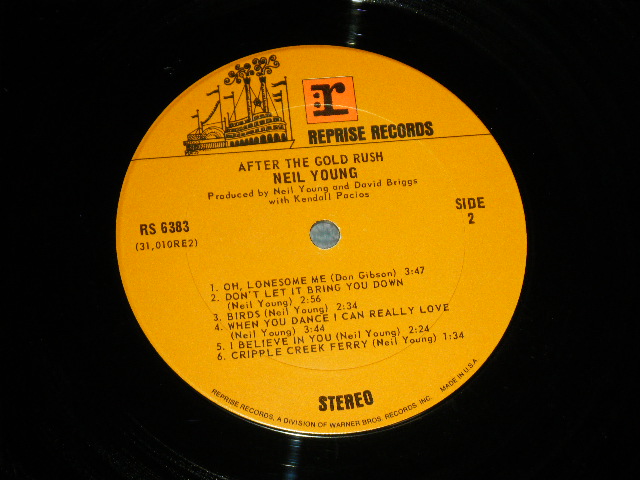 r
REPRISE RECORDS
AFTER THE GOLD RUSH
NEIL YOUNG
Produced by Neil Young and David Briggs
with Kendall Pacios
RS 6383
(31,010RE2)
SIDE
2
1. OH, LONESOME ME (Don Gibson) 3:47
2. DON'T LET IT BRING YOU DOWN
(Neil Young) 2:56
3. BIRDS (Neil Young) 2:34
4. WHEN YOU DANCE I CAN REALLY LOVE
(Neil Young) 3:44
5. I BELIEVE IN YOU (Neil Young) 2:24
6. CRIPPLE CREEK FERRY (Neil Young) 1:34
STEREO
REPRISE RECORDS, A DIVISION OF WARNER BROS. RECORDS, INC. MADE IN U.S.A.